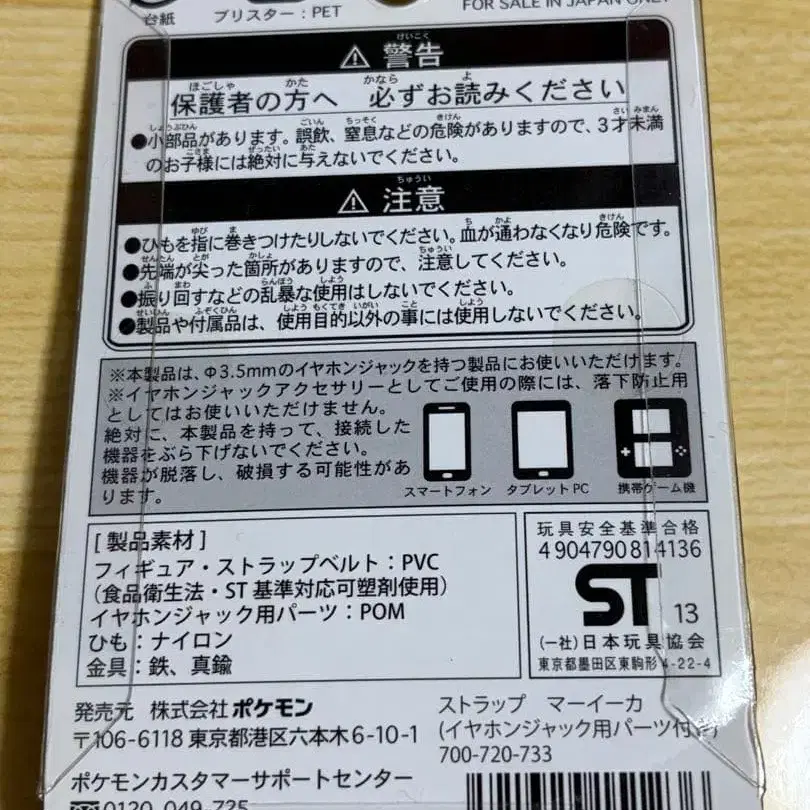 台紙 ブリスター：PET
FOR SALE IN JAPAN ONLY
⚠ 警告
保護者の方へ 必ずお読みください
●小部品があります。誤飲、窒息などの危険がありますので、3才未満
のお子様には絶対に与えないでください。
⚠ 注意
●ひもを指に巻きつけたりしないでください。血が通わなくなり危険です。
●先端が尖った箇所がありますので、注意してください。
●振り回すなどの乱暴な使用はしないでください。
●製品や付属品は、使用目的以外の事には使用しないでください。
※本製品は、Φ3.5mmのイヤホンジャックを持つ製品にお使いいただけます。
※イヤホンジャックアクセサリーとしてご使用の際には、落下防止用
としてはお使いいただけません。
絶対に、本製品を持って、接続した
機器をぶら下げないでください。
機器が脱落し、破損する可能性があ
ります。
スマートフォン タブレットPC 携帯ゲーム機
[製品素材]
フィギュア・ストラップベルト：PVC
（食品衛生法・ST基準対応可塑剤使用）
イヤホンジャック用パーツ：POM
ひも：ナイロン
金具：鉄、真鍮
玩具安全基準合格
4 904790 814136
ST 13
(一社)日本玩具協会
東京都墨田区東駒形4-22-4
発売元 株式会社ポケモン
〒106-6118 東京都港区六本木6-10-1
ポケモンカスタマーサポートセンター
0120-049-725
ストラップ マーイーカ
(イヤホンジャック用パーツ付き)
700-720-733